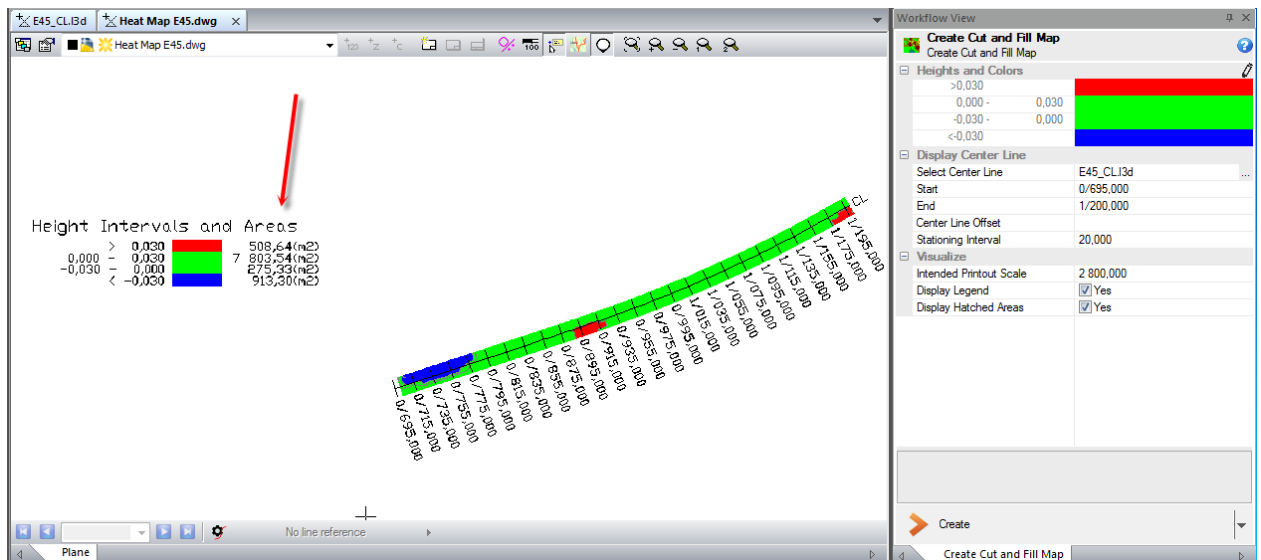 E45_CL.l3d
Heat Map E45.dwg
Workflow View
Heat Map E45.dwg
Create Cut and Fill Map
Create Cut and Fill Map
Heights and Colors
>0,030
0,000 - 0,030
-0,030 - 0,000
<-0,030
Display Center Line
Select Center Line E45_CL.l3d ...
Start 0/695,000
End 1/200,000
Center Line Offset
Stationing Interval 20,000
Visualize
Intended Printout Scale 2 800,000
Display Legend Yes
Display Hatched Areas Yes
Height Intervals and Areas
> 0,030 508,64(m2)
0,000 - 0,030 7 803,54(m2)
-0,030 - 0,000 275,33(m2)
< -0,030 913,30(m2)
CL
1/195,000
1/175,000
1/155,000
1/135,000
1/115,000
1/095,000
1/075,000
1/055,000
1/035,000
1/015,000
0/995,000
0/975,000
0/955,000
0/935,000
0/915,000
0/895,000
0/875,000
0/855,000
0/835,000
0/815,000
0/795,000
0/775,000
0/755,000
0/735,000
0/715,000
0/695,000
No line reference
Plane
Create
Create Cut and Fill Map